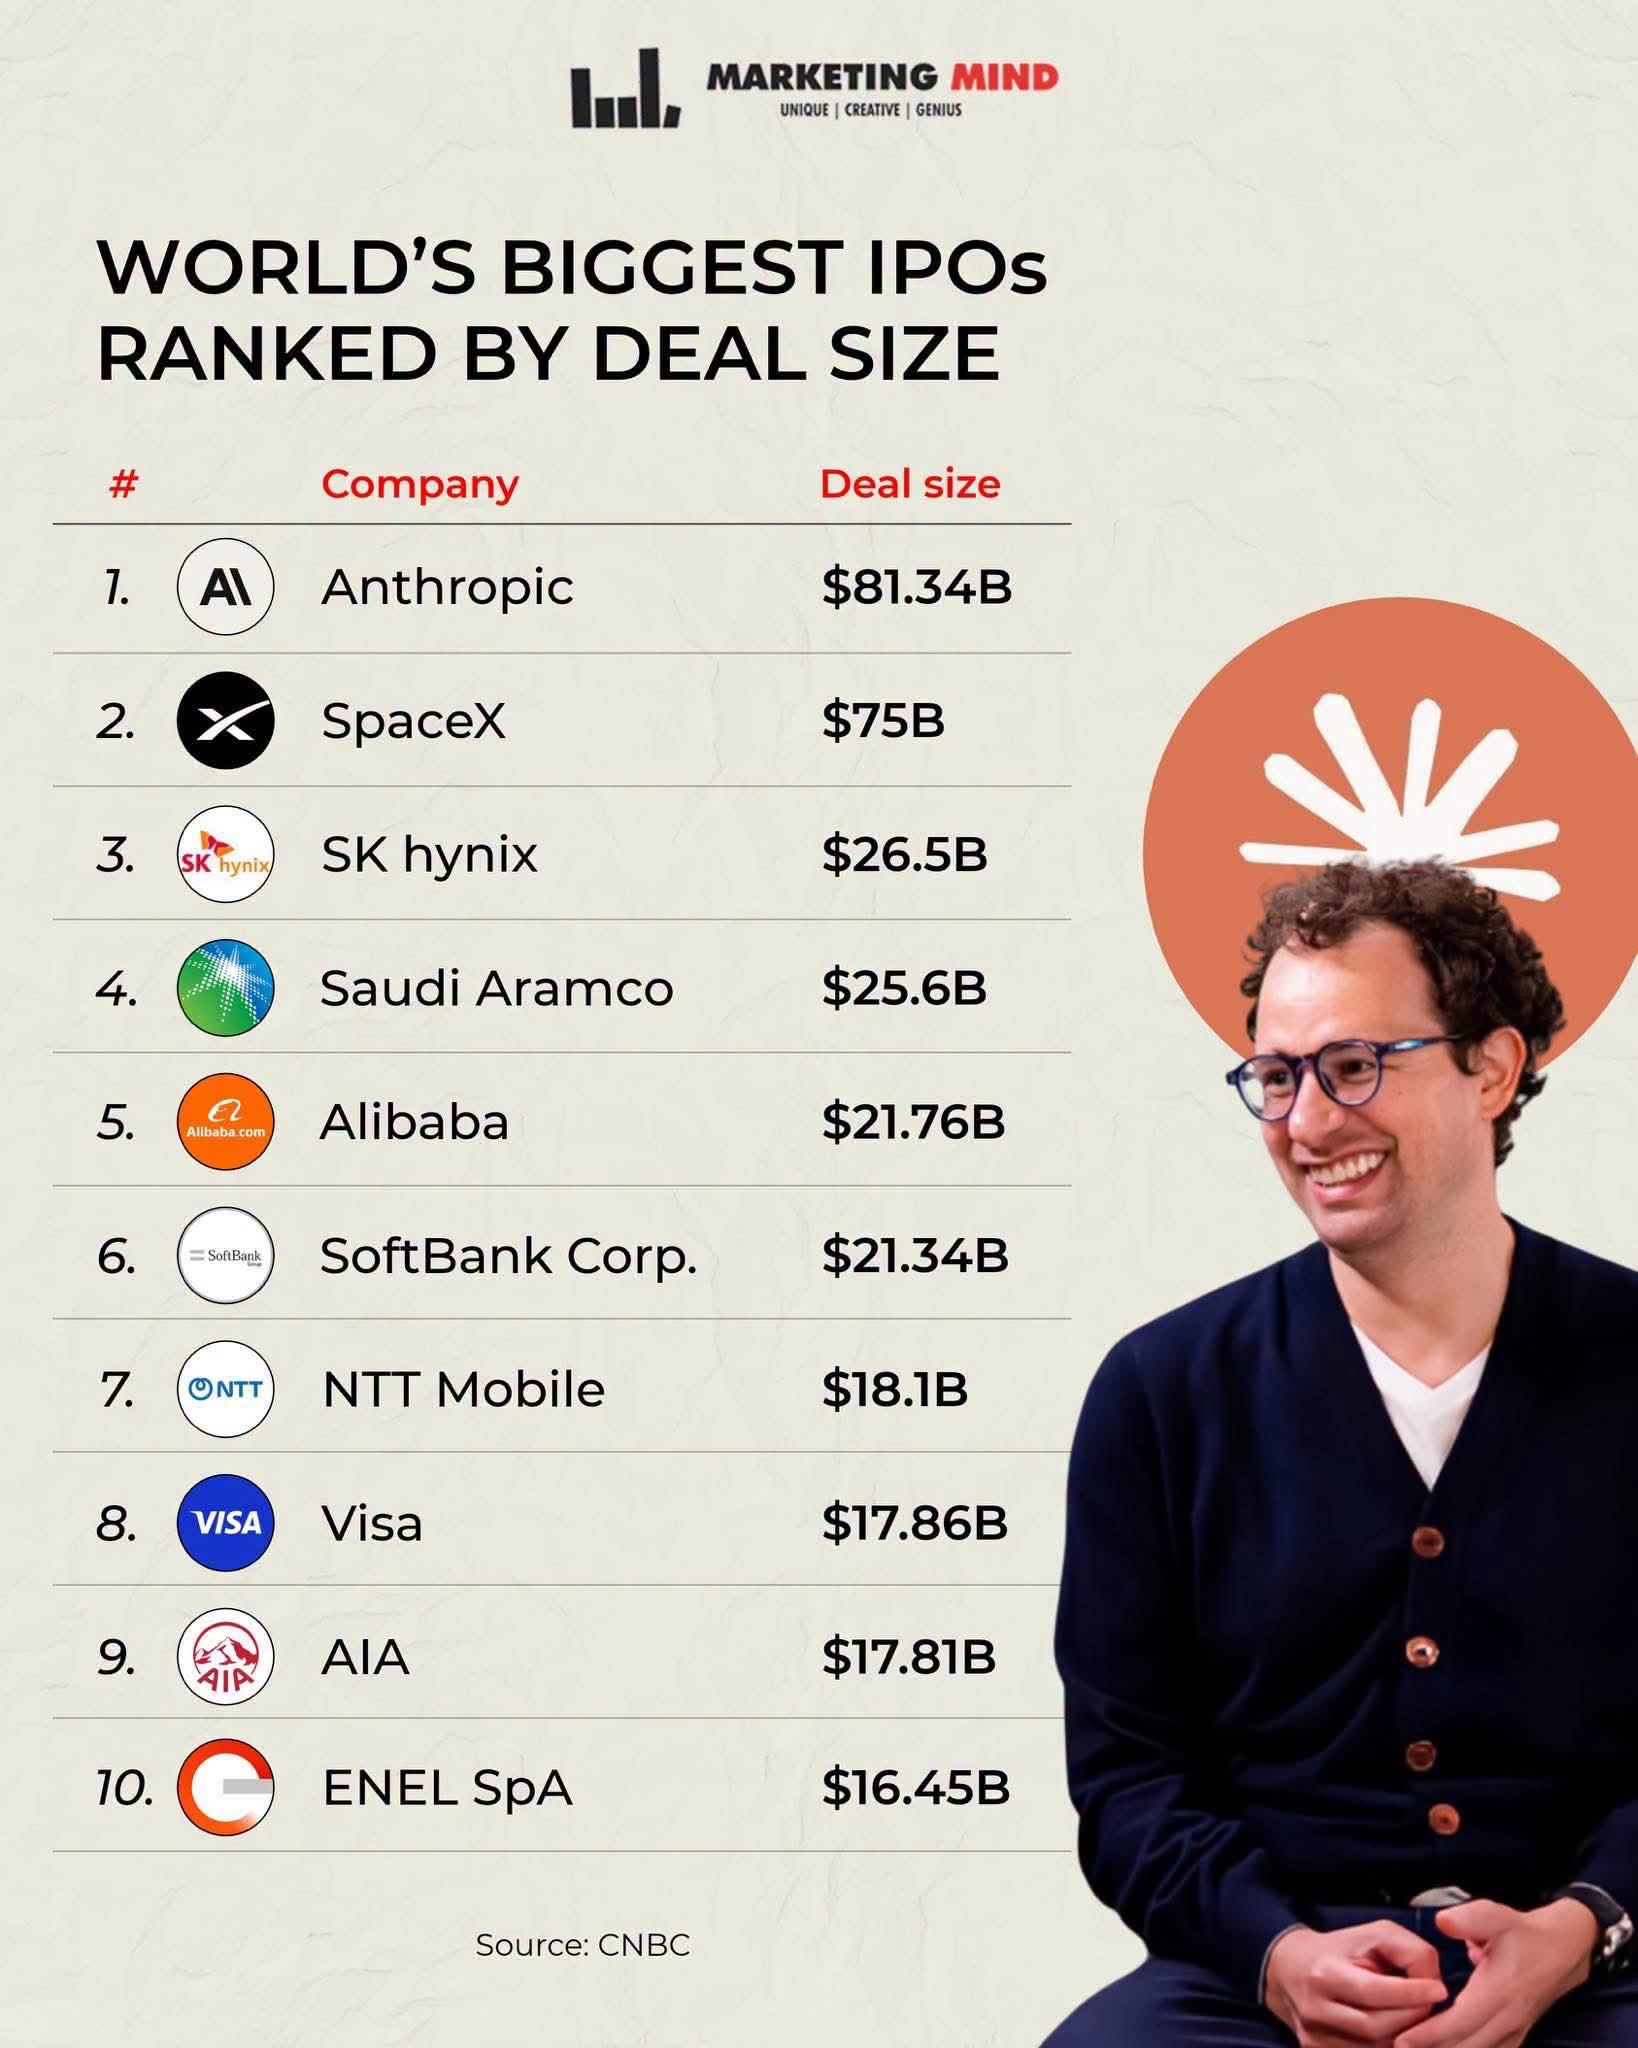 MARKETING MIND
UNIQUE | CREATIVE | GENIUS
WORLD'S BIGGEST IPOs
RANKED BY DEAL SIZE
# Company Deal size
1. A\ Anthropic $81.34B
2. SpaceX $75B
3. SK hynix SK hynix $26.5B
4. Saudi Aramco $25.6B
5. Alibaba.com Alibaba $21.76B
6. SoftBank Group SoftBank Corp. $21.34B
7. NTT NTT Mobile $18.1B
8. VISA Visa $17.86B
9. AIA AIA $17.81B
10. ENEL SpA $16.45B
Source: CNBC